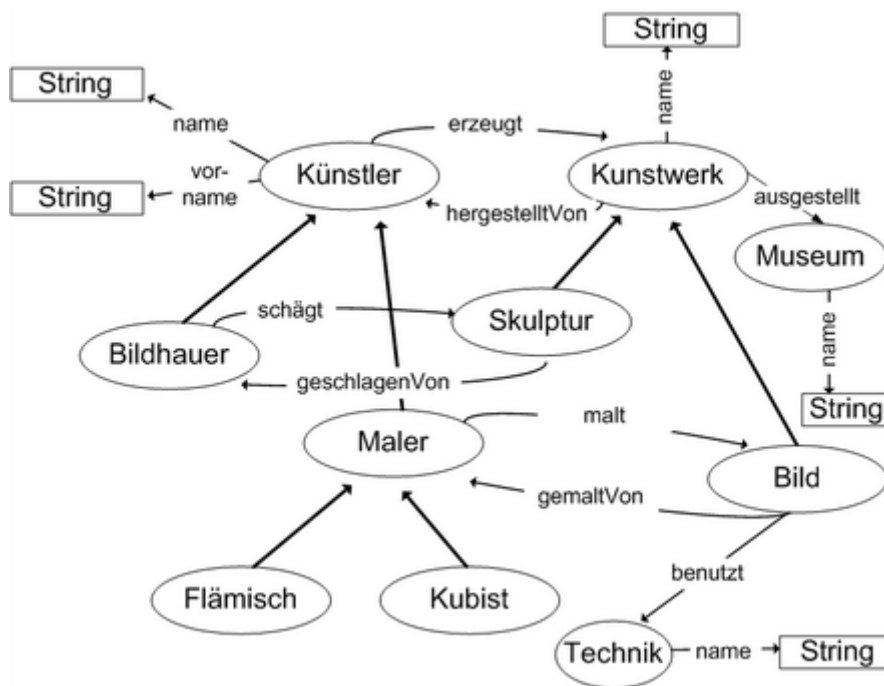 String
String
name
name
erzeugt
vor-
name
String
Künstler
Kunstwerk
ausgestellt
hergestelltVon
Museum
schägt
Skulptur
name
Bildhauer
geschlagenVon
String
malt
Maler
Bild
gemaltVon
benutzt
Flämisch
Kubist
Technik
name
String